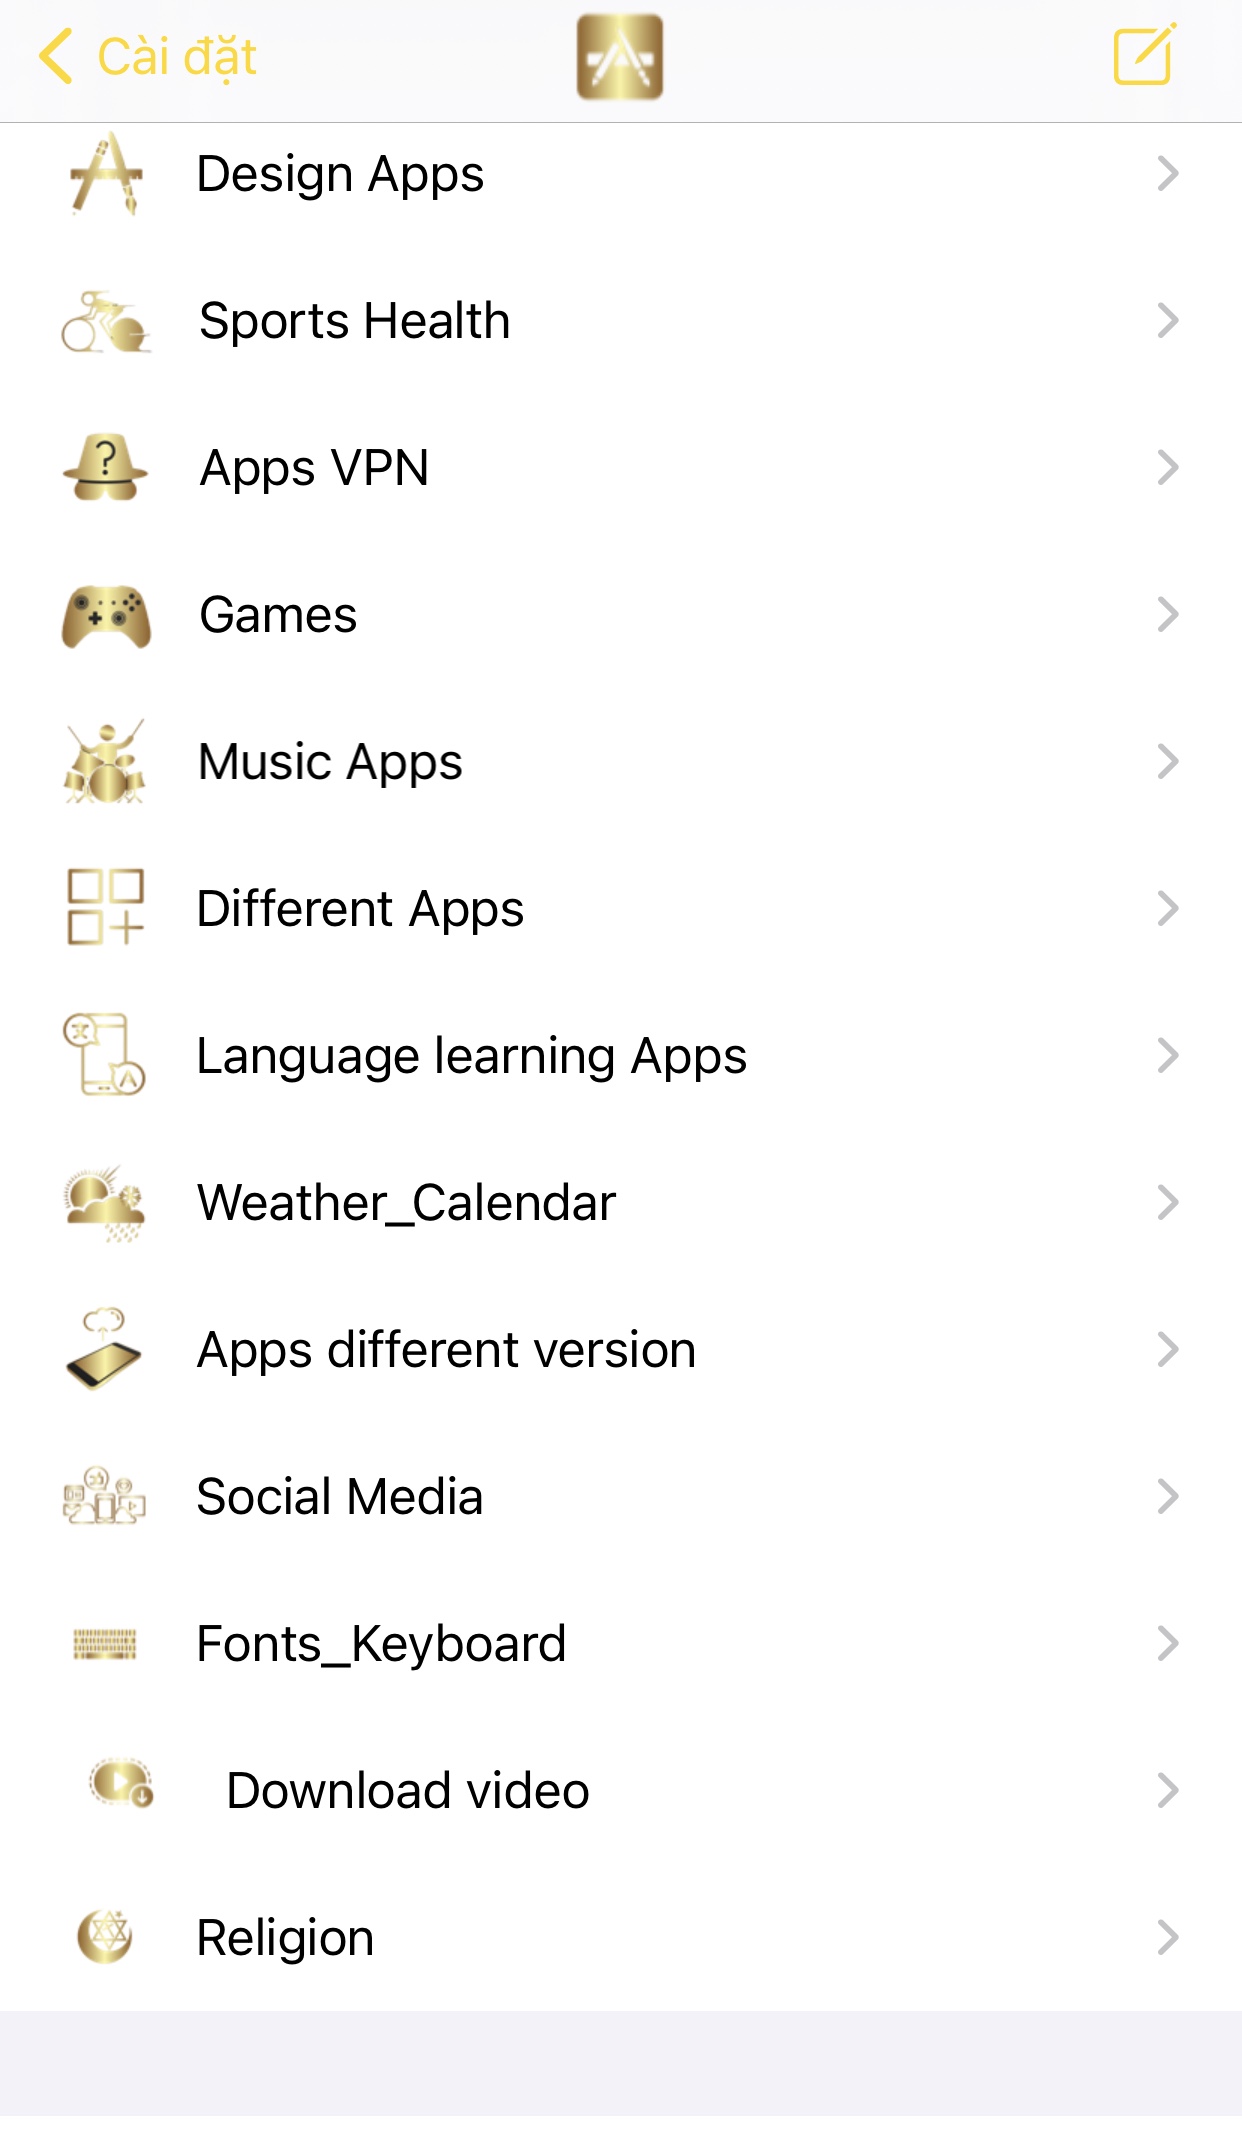 Cài đặt
Design Apps
Sports Health
Apps VPN
Games
Music Apps
Different Apps
Language learning Apps
Weather_Calendar
Apps different version
Social Media
Fonts_Keyboard
Download video
Religion